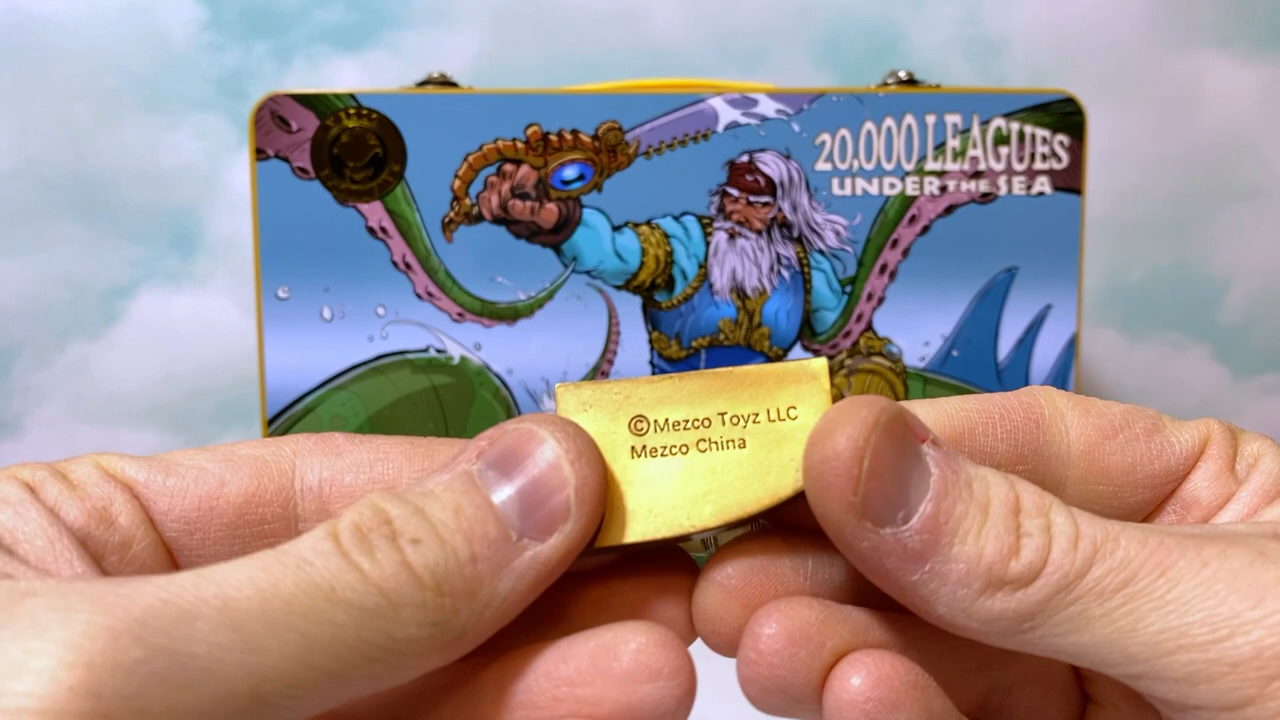 20,000 LEAGUES
UNDER THE SEA
©Mezco Toyz LLC
Mezco China